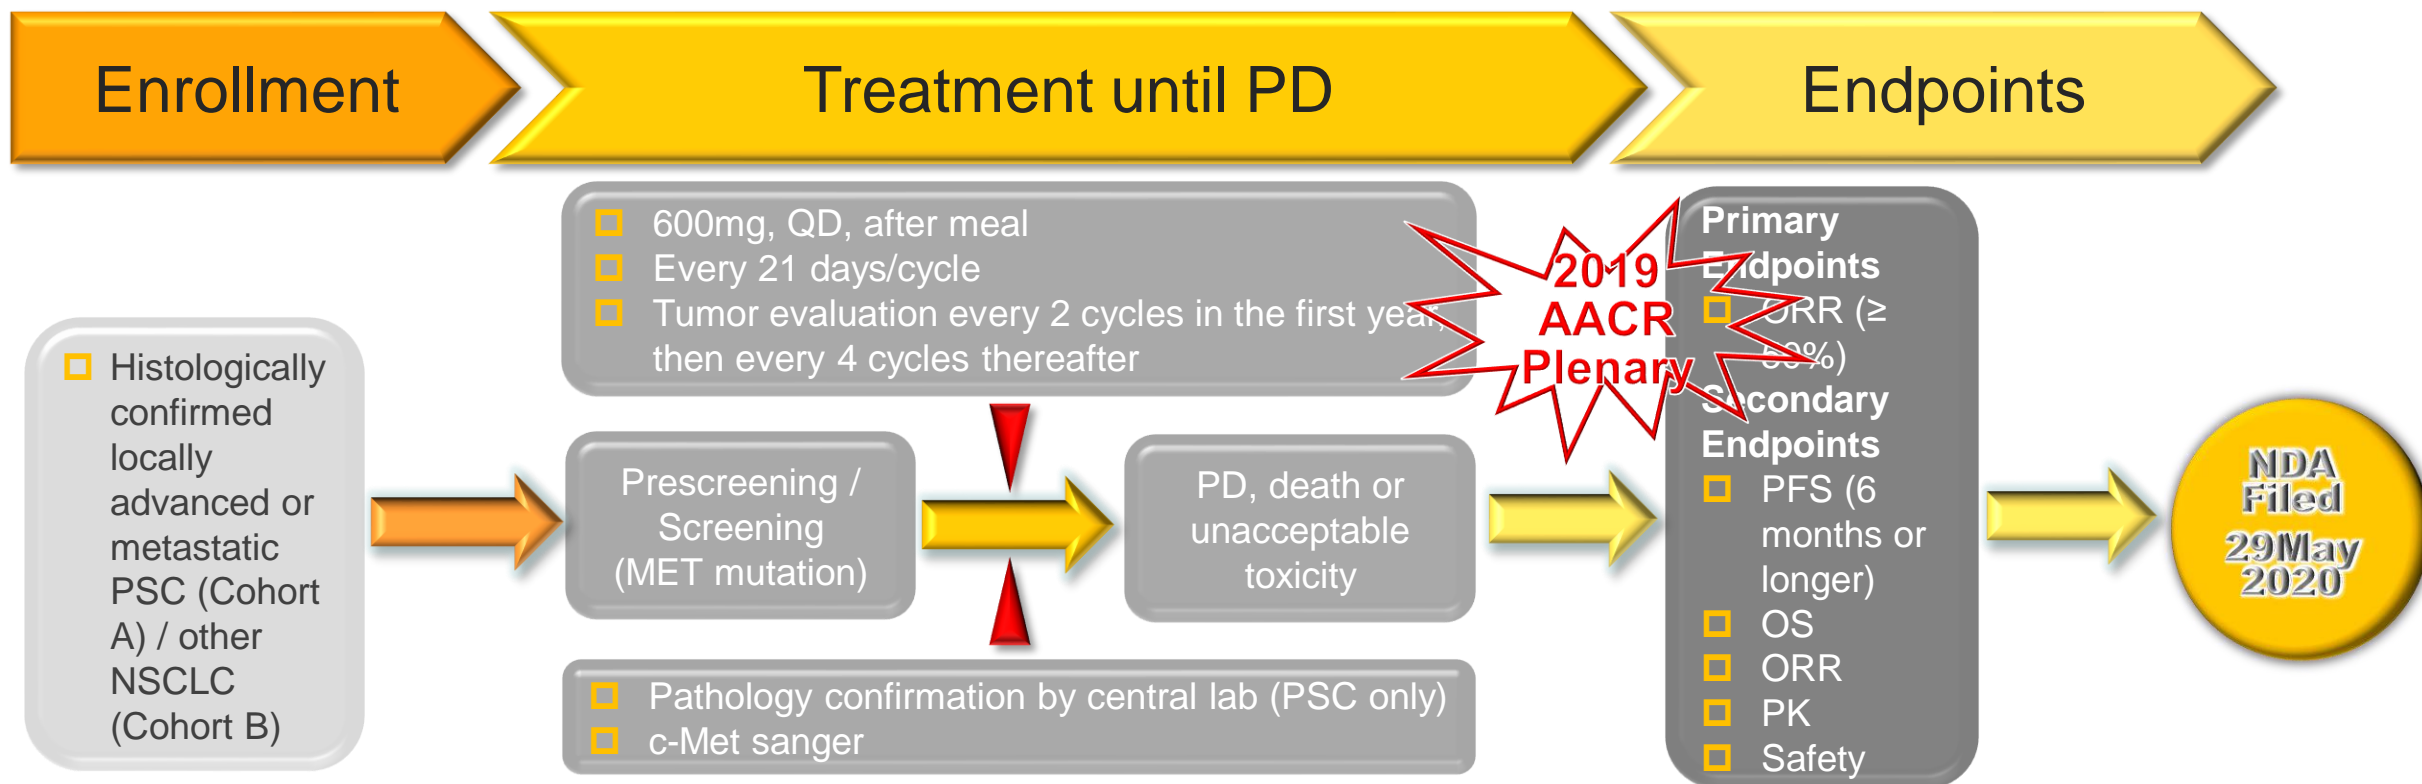 Enrollment
Treatment until PD
Endpoints
Histologically
confirmed
locally
advanced or
metastatic
PSC (Cohort
A) / other
NSCLC
(Cohort B)
600mg, QD, after meal
Every 21 days/cycle
Tumor evaluation every 2 cycles in the first year,
then every 4 cycles thereafter
Prescreening /
Screening
(MET mutation)
PD, death or
unacceptable
toxicity
Pathology confirmation by central lab (PSC only)
c-Met sanger
2019
AACR
Plenary
Primary
Endpoints
ORR (≥
50%)
Secondary
Endpoints
PFS (6
months or
longer)
OS
ORR
PK
Safety
NDA
Filed
29May
2020